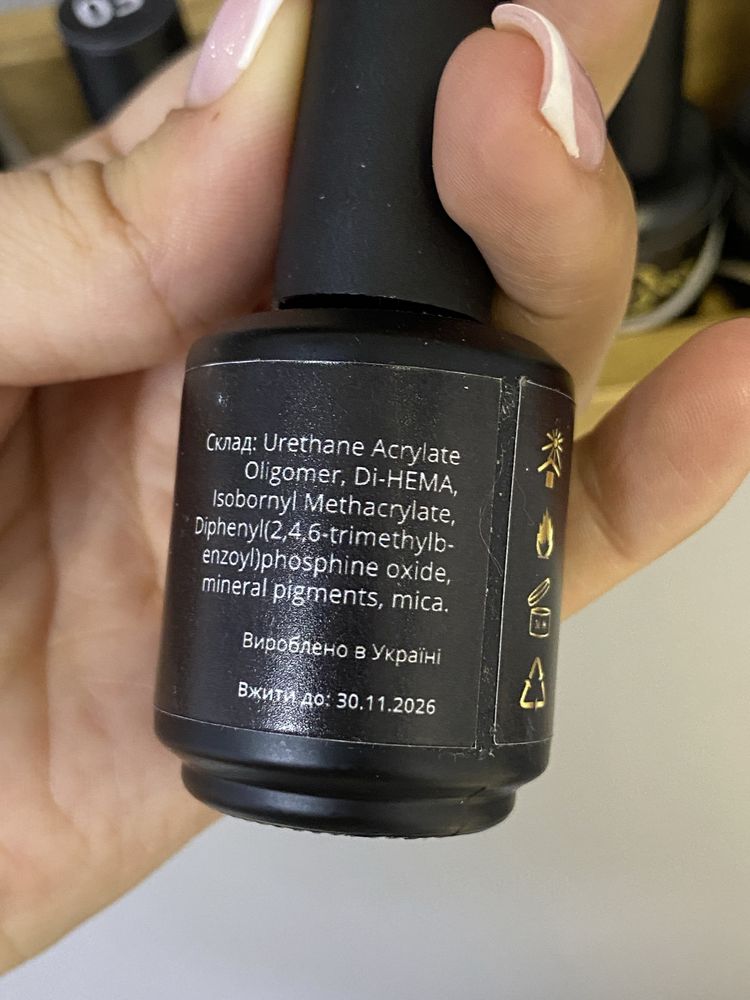 03
Склад: Urethane Acrylate
Oligomer, Di-HEMA,
Isobornyl Methacrylate,
Diphenyl(2,4,6-trimethylb-
enzoyl)phosphine oxide,
mineral pigments, mica.
Вироблено в Україні
Вжити до: 30.11.2026